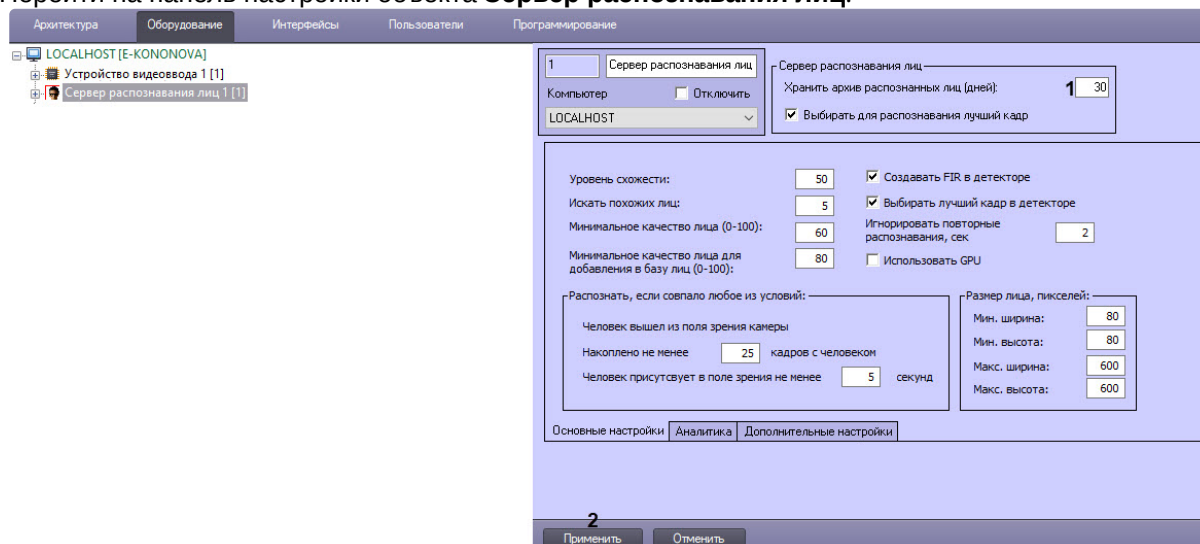 Перейти на панель настройки объекта Сервер распознавания лиц.
Архитектура Оборудование Интерфейсы Пользователи Программирование
LOCALHOST [E-KONONOVA]
Устройство видеоввода 1 [1]
Сервер распознавания лиц 1 [1]
1 Сервер распознавания лиц
Компьютер Отключить
LOCALHOST
Сервер распознавания лиц
Хранить архив распознанных лиц (дней): 1 30
Выбирать для распознавания лучший кадр
Уровень схожести: 50
Искать похожих лиц: 5
Минимальное качество лица (0-100): 60
Минимальное качество лица для
добавления в базу лиц (0-100): 80
Создавать FIR в детекторе
Выбирать лучший кадр в детекторе
Игнорировать повторные
распознавания, сек 2
Использовать GPU
Распознать, если совпало любое из условий:
Человек вышел из поля зрения камеры
Накоплено не менее 25 кадров с человеком
Человек присутсвует в поле зрения не менее 5 секунд
Размер лица, пикселей:
Мин. ширина: 80
Мин. высота: 80
Макс. ширина: 600
Макс. высота: 600
Основные настройки Аналитика Дополнительные настройки
2
Применить Отменить